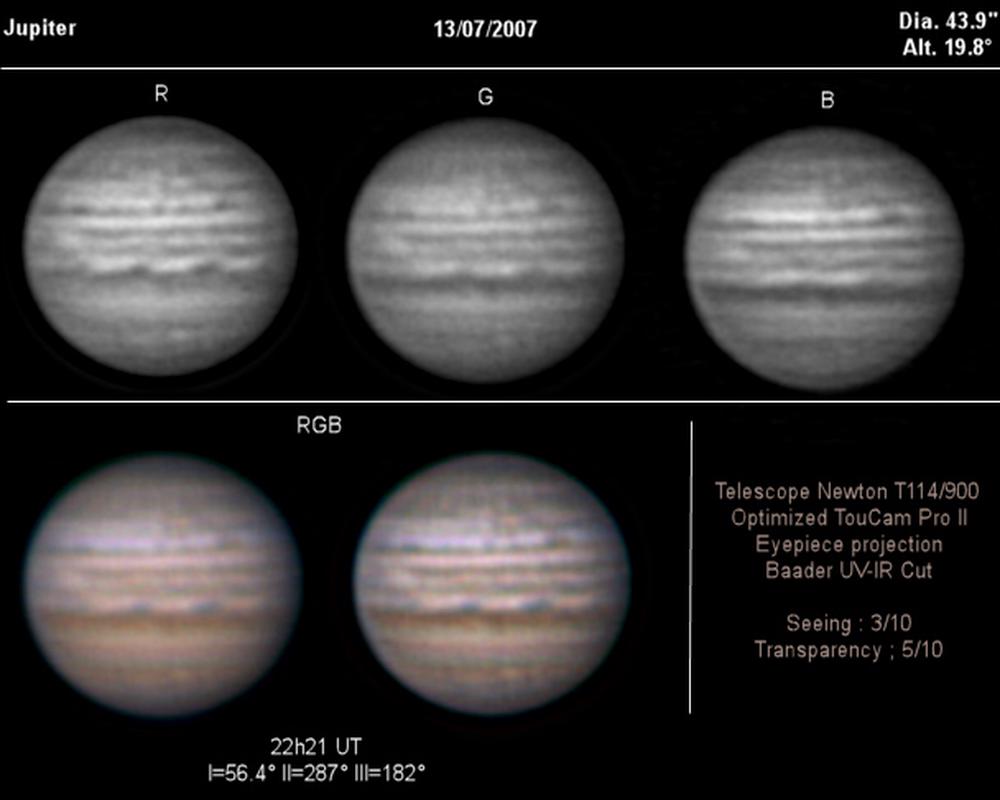 Jupiter
13/07/2007
Dia. 43.9"
Alt. 19.8°
R
G
B
RGB
Telescope Newton T114/900
Optimized TouCam Pro II
Eyepiece projection
Baader UV-IR Cut
Seeing : 3/10
Transparency ; 5/10
22h21 UT
I=56.4° II=287° III=182°